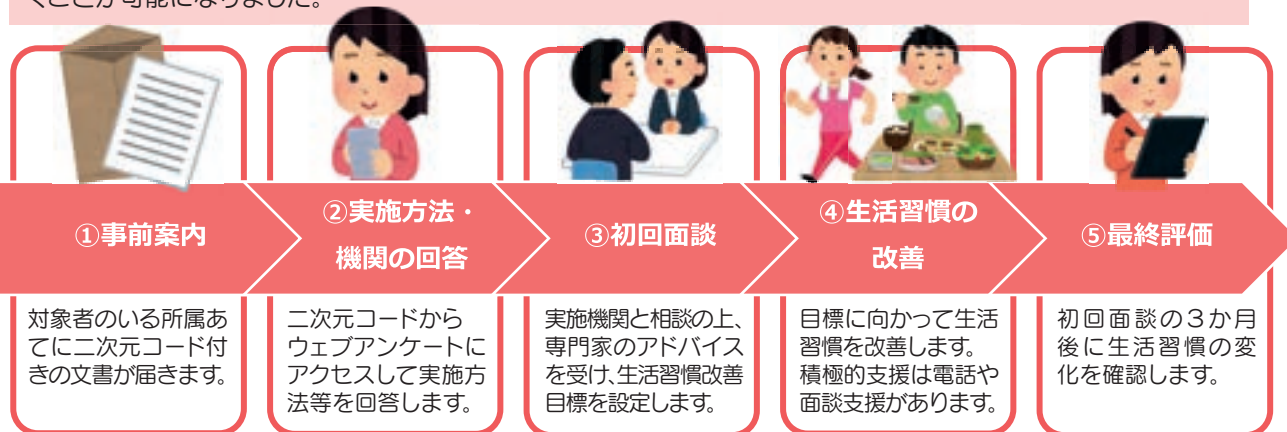 くことが可能になりました。
①事前案内
②実施方法・
機関の回答
③初回面談
④生活習慣の
改善
⑤最終評価
対象者のいる所属あ
てに二次元コード付
きの文書が届きます。
二次元コードから
ウェブアンケートに
アクセスして実施方
法等を回答します。
実施機関と相談の上、
専門家のアドバイス
を受け、生活習慣改善
目標を設定します。
目標に向かって生活
習慣を改善します。
積極的支援は電話や
面談支援があります。
初回面談の３か月
後に生活習慣の変
化を確認します。